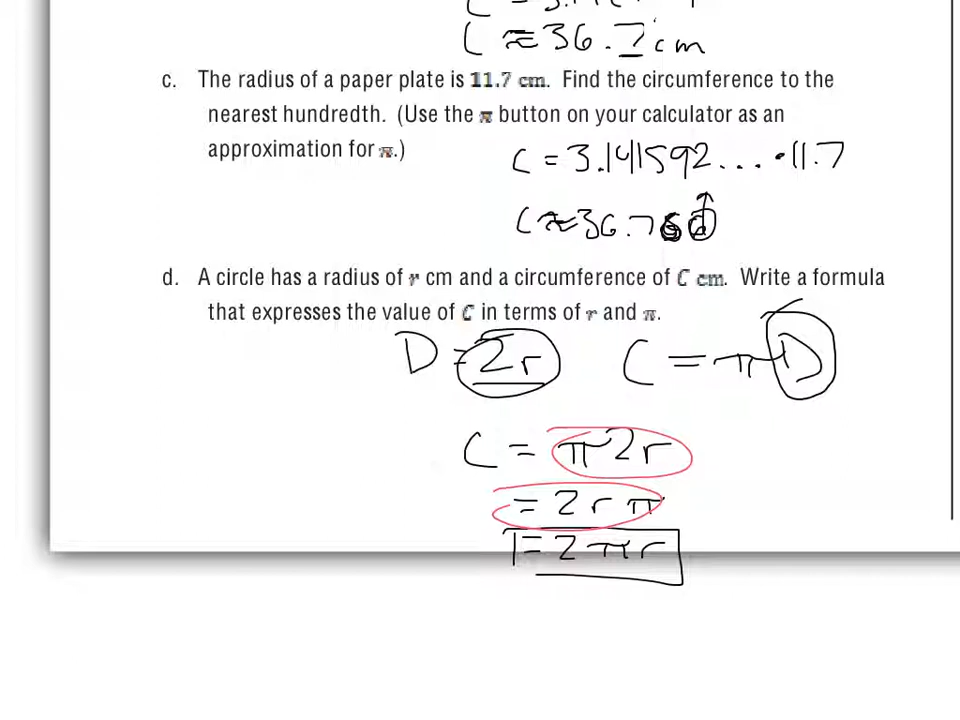 C ≈ 36.7 cm
c. The radius of a paper plate is 11.7 cm. Find the circumference to the
nearest hundredth. (Use the π button on your calculator as an
approximation for π.)
C = 3.141592... • 11.7
C ≈ 36.76
d. A circle has a radius of r cm and a circumference of C cm. Write a formula
that expresses the value of C in terms of r and π.
D = 2r C = πD
C = π2r
= 2rπ
= 2πr